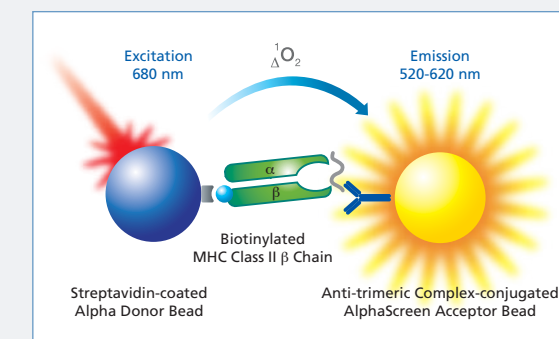 Excitation
680 nm
¹ΔO₂
Emission
520-620 nm
α
β
Biotinylated
MHC Class II β Chain
Streptavidin-coated
Alpha Donor Bead
Anti-trimeric Complex-conjugated
AlphaScreen Acceptor Bead